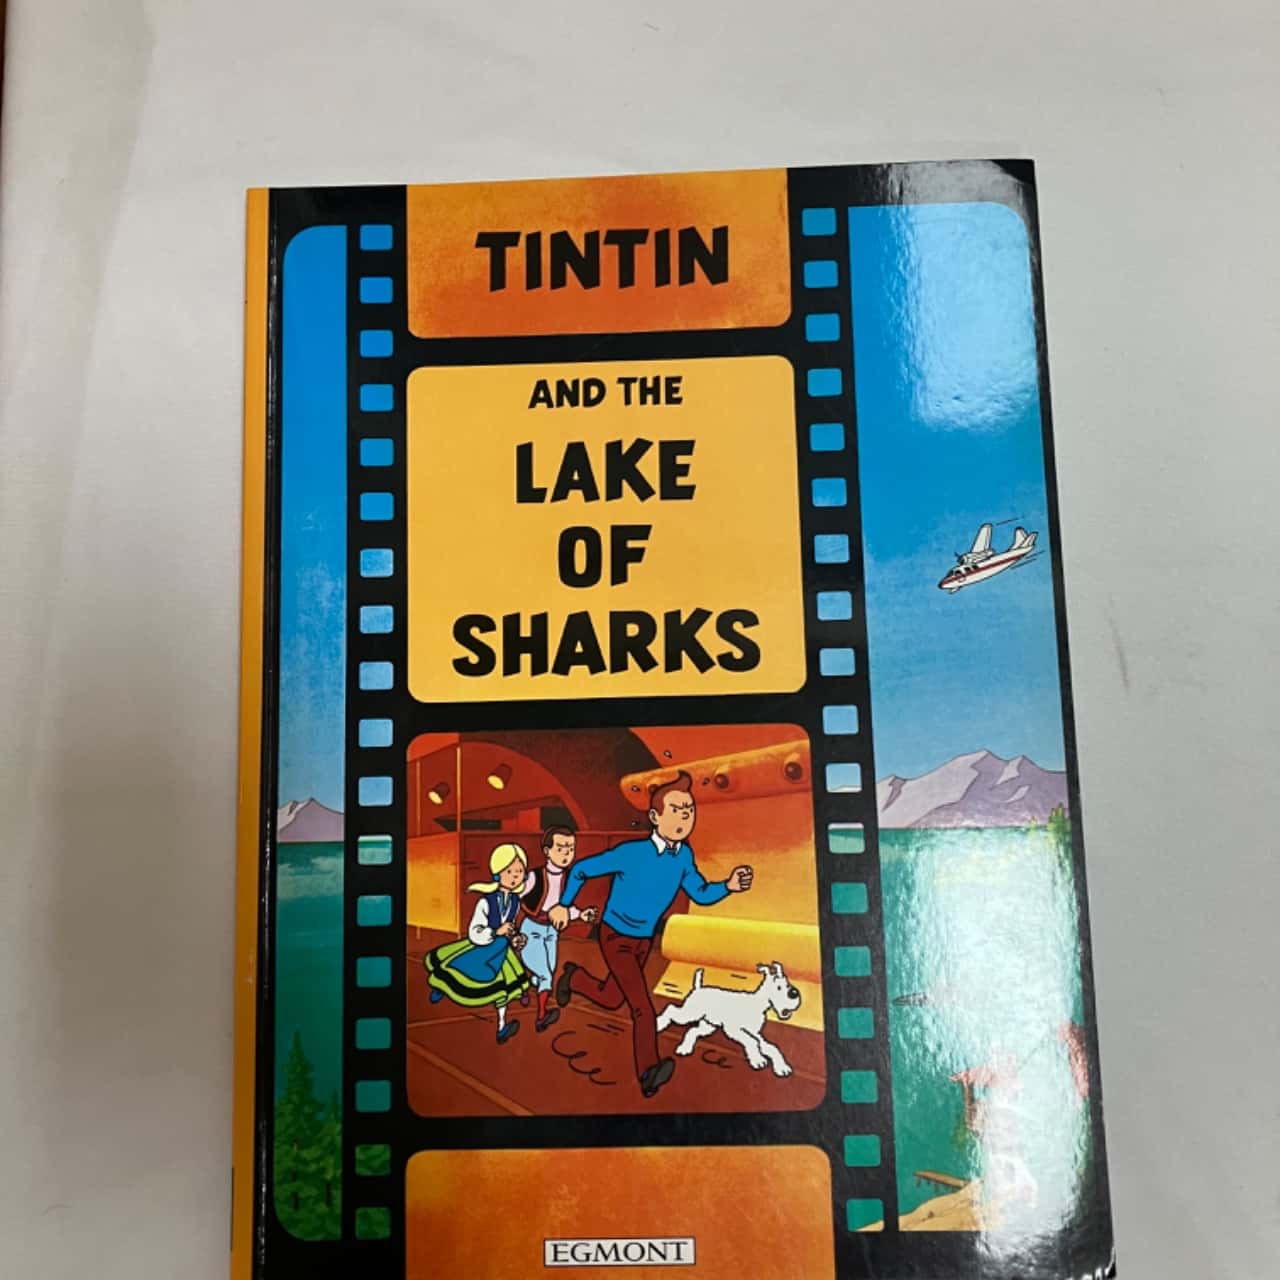 TINTIN
AND THE
LAKE
OF
SHARKS
EGMONT